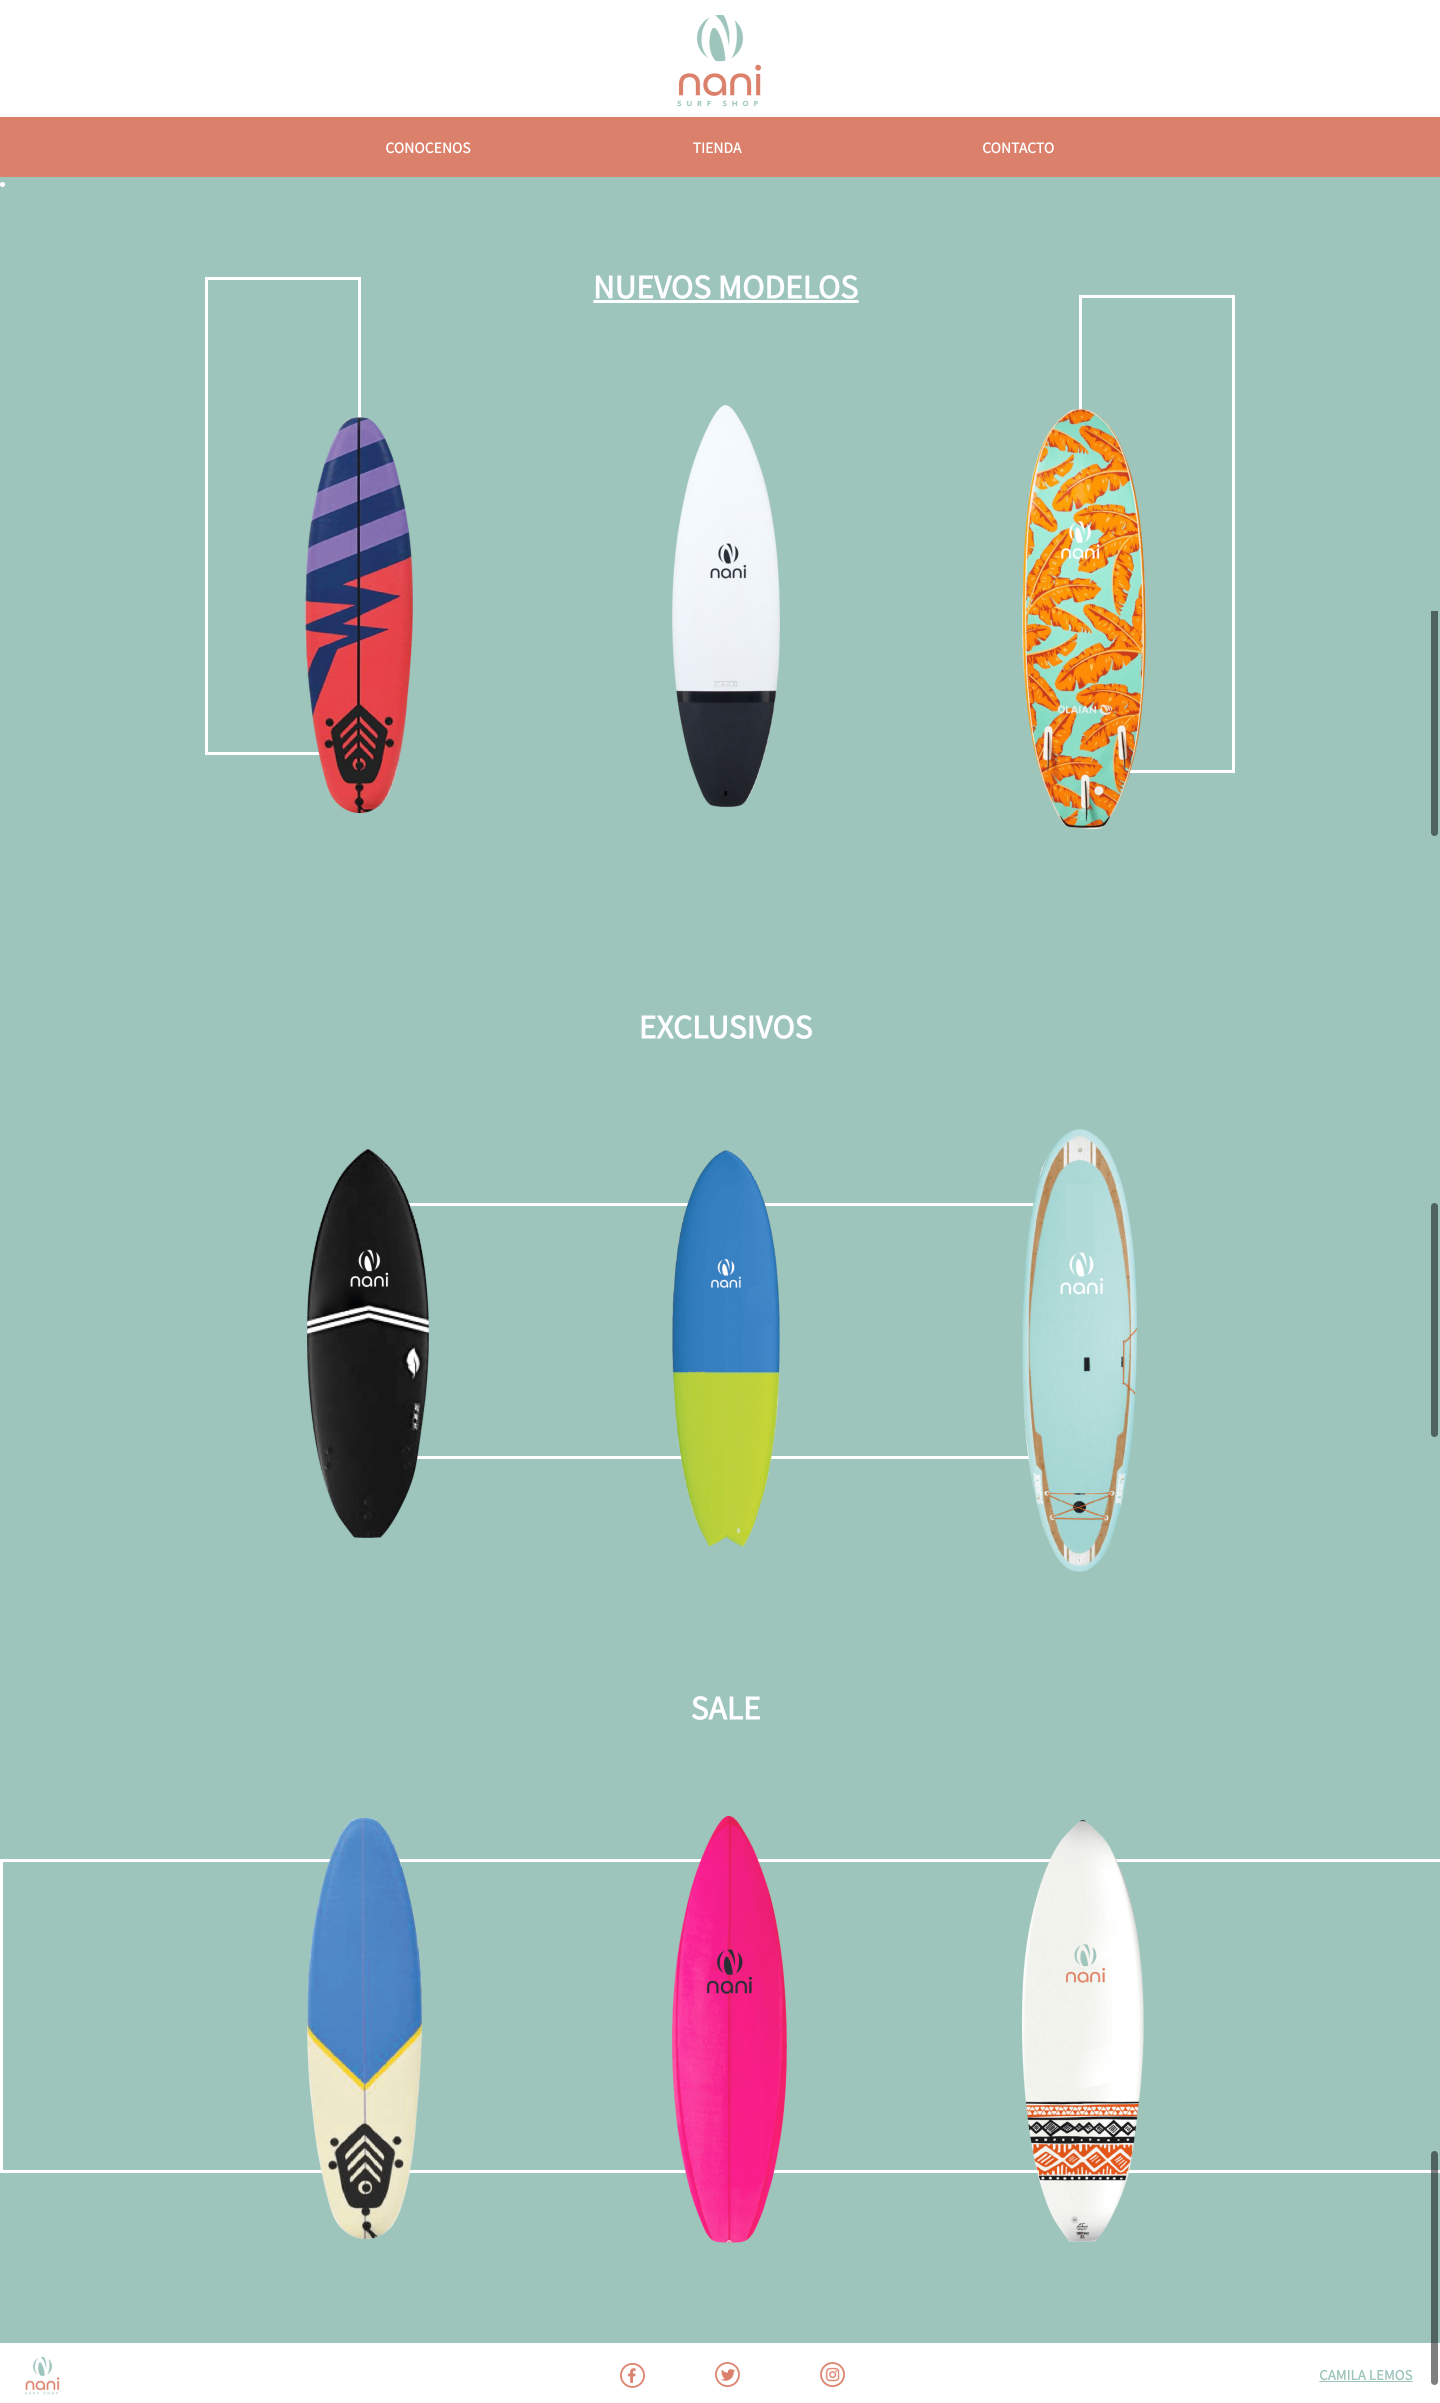 nani
SURF SHOP
CONOCENOS
TIENDA
CONTACTO
NUEVOS MODELOS
nani
nani
OLAIAN
EXCLUSIVOS
nani
nani
nani
SALE
nani
nani
nani
SURF SHOP
CAMILA LEMOS